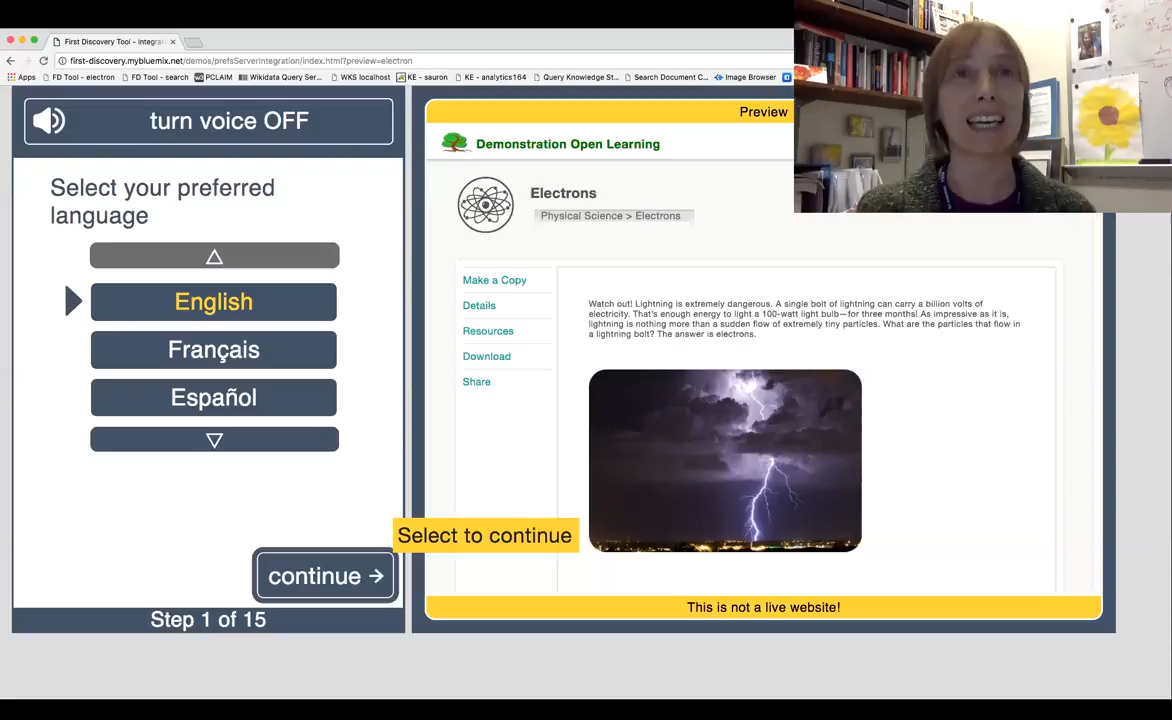 First Discovery Tool - Integrat
first-discovery.mybluemix.net/demos/prefsServerIntegration/index.html?preview=electron
Apps FD Tool - electron FD Tool - search PCLAIM Wikidata Query Ser... WKS localhost KE - sauron KE - analytics164 Query Knowledge St... Search Document C... Image Browser
turn voice OFF
Select your preferred
language
English
Français
Español
continue →
Select to continue
Step 1 of 15
Preview
Demonstration Open Learning
Electrons
Physical Science > Electrons
Make a Copy
Details
Resources
Download
Share
Watch out! Lightning is extremely dangerous. A single bolt of lightning can carry a billion volts of
electricity. That's enough energy to light a 100-watt light bulb—for three months! As impressive as it is,
lightning is nothing more than a sudden flow of extremely tiny particles. What are the particles that flow in
a lightning bolt? The answer is electrons.
This is not a live website!